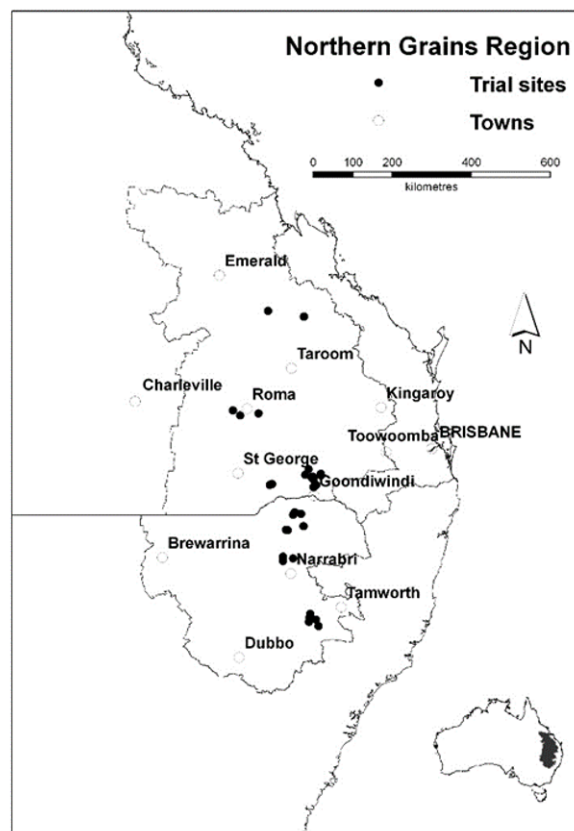 Northern Grains Region
Trial sites
Towns
0 100 200 400 600
kilometres
Emerald
N
Taroom
Charleville
Roma
Kingaroy
Toowoomba
BRISBANE
St George
Goondiwindi
Brewarrina
Narrabri
Tamworth
Dubbo